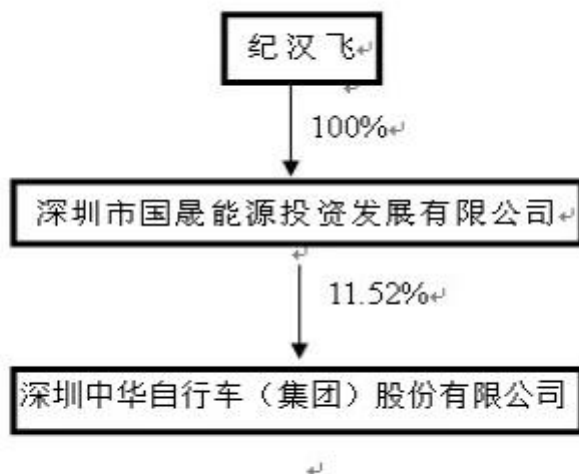 纪汉飞
100%
深圳市国晟能源投资发展有限公司
11.52%
深圳中华自行车（集团）股份有限公司